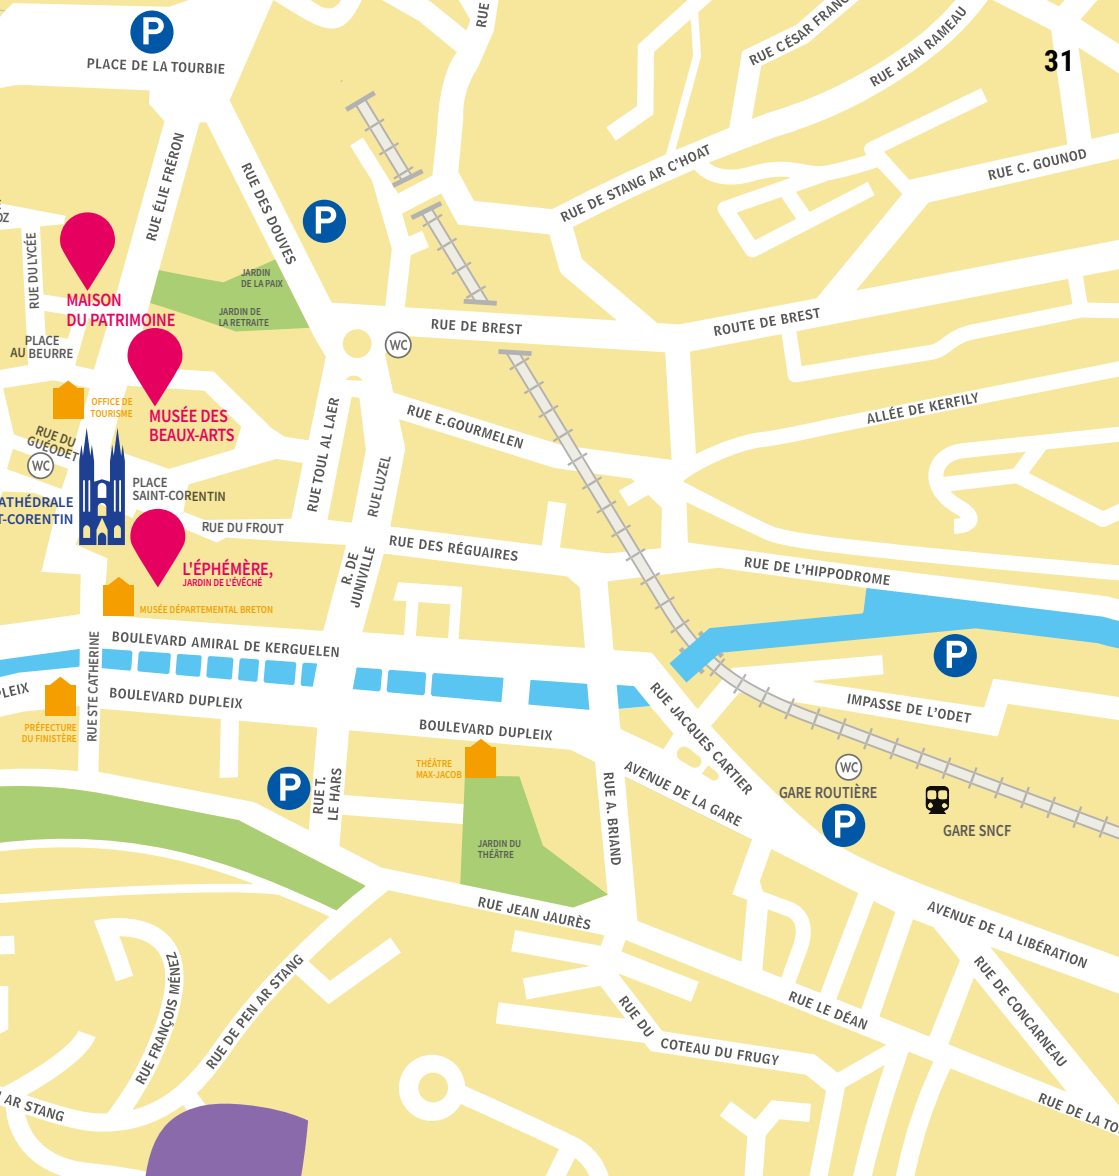 P
PLACE DE LA TOURBIE
RUE
RUE CÉSAR FRANC
RUE JEAN RAMEAU
31
RUE ÉLIE FRÉRON
RUE DES DOUVES
P
RUE DE STANG AR C'HOAT
RUE C. GOUNOD
OZ
RUE DU LYCÉE
MAISON
DU PATRIMOINE
JARDIN
DE LA PAIX
JARDIN DE
LA RETRAITE
PLACE
AU BEURRE
RUE DE BREST
WC
ROUTE DE BREST
OFFICE DE
TOURISME
MUSÉE DES
BEAUX-ARTS
RUE DU
GUÉODET
WC
RUE TOUL AL LAER
RUE E.GOURMELEN
ALLÉE DE KERFILY
RUE LUZEL
ATHÉDRALE
T-CORENTIN
PLACE
SAINT-CORENTIN
RUE DU FROUT
RUE DES RÉGUAIRES
R. DE
JUNIVILLE
L'ÉPHÉMÈRE,
JARDIN DE L'ÉVÊCHÉ
RUE DE L'HIPPODROME
MUSÉE DÉPARTEMENTAL BRETON
BOULEVARD AMIRAL DE KERGUELEN
RUE STE CATHERINE
P
PLEIX
BOULEVARD DUPLEIX
RUE JACQUES CARTIER
IMPASSE DE L'ODET
PRÉFECTURE
DU FINISTÈRE
BOULEVARD DUPLEIX
THÉÂTRE
MAX-JACOB
P
RUE T.
LE HARS
AVENUE DE LA GARE
WC
GARE ROUTIÈRE
P
GARE SNCF
RUE A. BRIAND
JARDIN DU
THÉÂTRE
RUE JEAN JAURÈS
AVENUE DE LA LIBÉRATION
RUE FRANÇOIS MÉNEZ
RUE DE PEN AR STANG
RUE DU
COTEAU DU FRUGY
RUE LE DÉAN
RUE DE CONCARNEAU
AR STANG
RUE DE LA TO